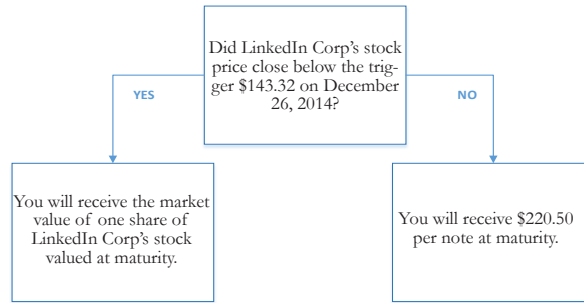 Did LinkedIn Corp's stock
price close below the trig-
ger $143.32 on December
26, 2014?
YES
NO
You will receive the market
value of one share of
LinkedIn Corp's stock
valued at maturity.
You will receive $220.50
per note at maturity.